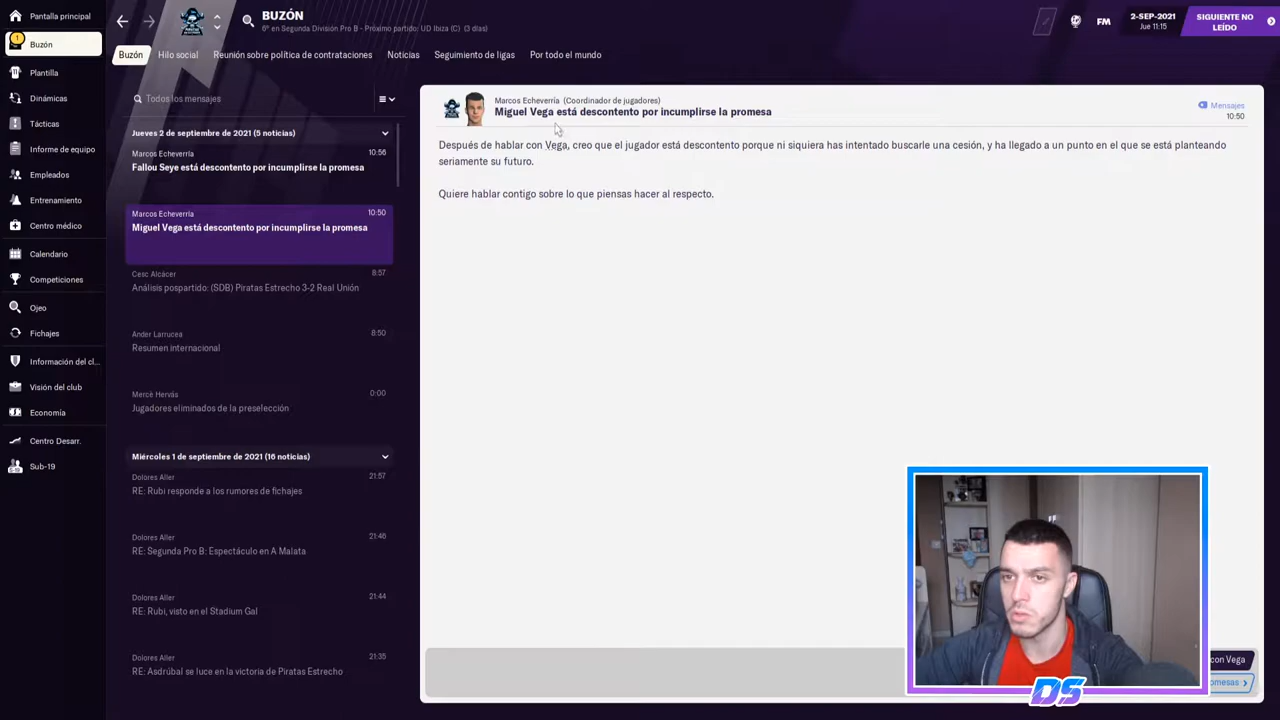 Pantalla principal
1
Buzón
Plantilla
Dinámicas
Tácticas
Informe de equipo
Empleados
Entrenamiento
Centro médico
Calendario
Competiciones
Ojeo
Fichajes
Información del cl...
Visión del club
Economía
Centro Desarr.
Sub-19
BUZÓN
6º en Segunda División Pro B - Próximo partido: UD Ibiza (C) (3 días)
FM
2-SEP-2021
Jue 11:15
SIGUIENTE NO
LEÍDO
Buzón
Hilo social
Reunión sobre política de contrataciones
Noticias
Seguimiento de ligas
Por todo el mundo
Todos los mensajes
Jueves 2 de septiembre de 2021 (5 noticias)
Marcos Echeverría 10:56
Fallou Seye está descontento por incumplirse la promesa
Marcos Echeverría 10:50
Miguel Vega está descontento por incumplirse la promesa
Cesc Alcácer 8:57
Análisis pospartido: (SDB) Piratas Estrecho 3-2 Real Unión
Ander Larrucea 8:50
Resumen internacional
Mercè Hervás 0:00
Jugadores eliminados de la preselección
Miércoles 1 de septiembre de 2021 (16 noticias)
Dolores Aller 21:57
RE: Rubi responde a los rumores de fichajes
Dolores Aller 21:46
RE: Segunda Pro B: Espectáculo en A Malata
Dolores Aller 21:44
RE: Rubi, visto en el Stadium Gal
Dolores Aller 21:35
RE: Asdrúbal se luce en la victoria de Piratas Estrecho
Marcos Echeverría (Coordinador de jugadores)
Miguel Vega está descontento por incumplirse la promesa
Mensajes
10:50
Después de hablar con Vega, creo que el jugador está descontento porque ni siquiera has intentado buscarle una cesión, y ha llegado a un punto en el que se está planteando
seriamente su futuro.
Quiere hablar contigo sobre lo que piensas hacer al respecto.
con Vega
omesas
DS